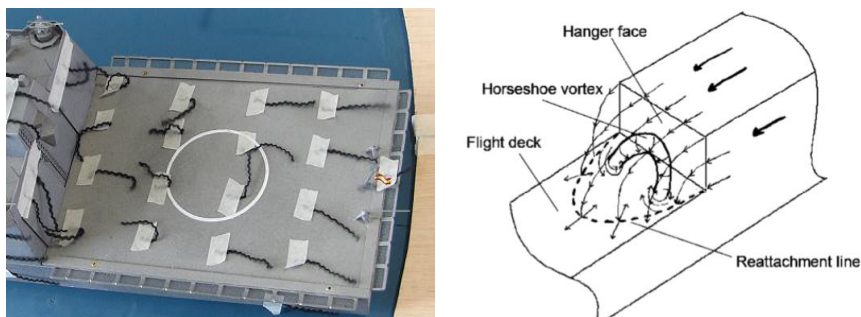 Hanger face
Horseshoe vortex
Flight deck
Reattachment line